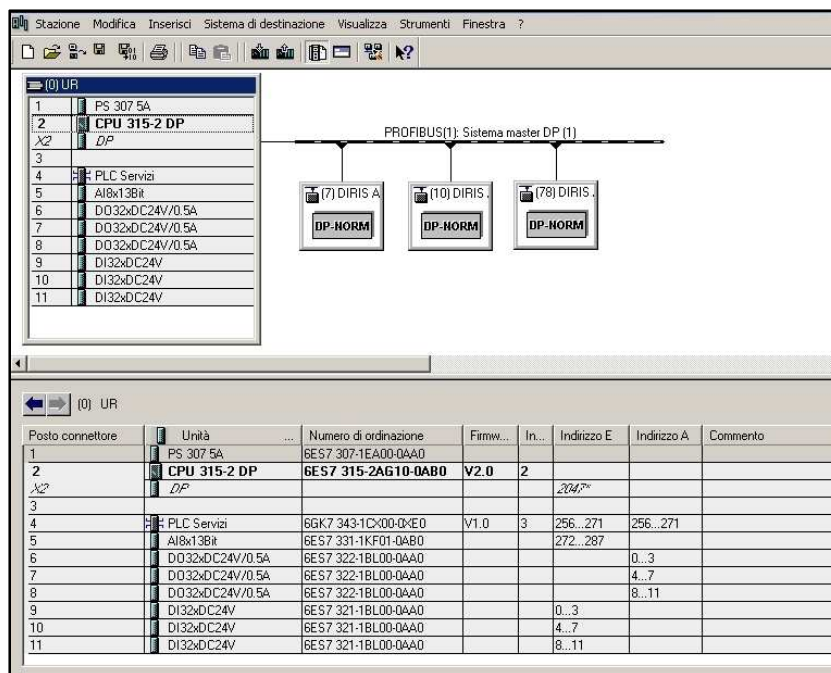 Stazione Modifica Inserisci Sistema di destinazione Visualizza Strumenti Finestra ?
(0) UR
1 PS 307 5A
2 CPU 315-2 DP
X2 DP
3
4 PLC Servizi
5 AI8x13Bit
6 DO32xDC24V/0.5A
7 DO32xDC24V/0.5A
8 DO32xDC24V/0.5A
9 DI32xDC24V
10 DI32xDC24V
11 DI32xDC24V
PROFIBUS(1): Sistema master DP (1)
(7) DIRIS A
DP-NORM
(10) DIRIS
DP-NORM
(78) DIRIS
DP-NORM
(0) UR
Posto connettore Unità ... Numero di ordinazione Firmw... In... Indirizzo E Indirizzo A Commento
1 PS 307 5A 6ES7 307-1EA00-0AA0
2 CPU 315-2 DP 6ES7 315-2AG10-0AB0 V2.0 2
X2 DP 2047*
3
4 PLC Servizi 6GK7 343-1CX00-0XE0 V1.0 3 256...271 256...271
5 AI8x13Bit 6ES7 331-1KF01-0AB0 272...287
6 DO32xDC24V/0.5A 6ES7 322-1BL00-0AA0 0...3
7 DO32xDC24V/0.5A 6ES7 322-1BL00-0AA0 4...7
8 DO32xDC24V/0.5A 6ES7 322-1BL00-0AA0 8...11
9 DI32xDC24V 6ES7 321-1BL00-0AA0 0...3
10 DI32xDC24V 6ES7 321-1BL00-0AA0 4...7
11 DI32xDC24V 6ES7 321-1BL00-0AA0 8...11